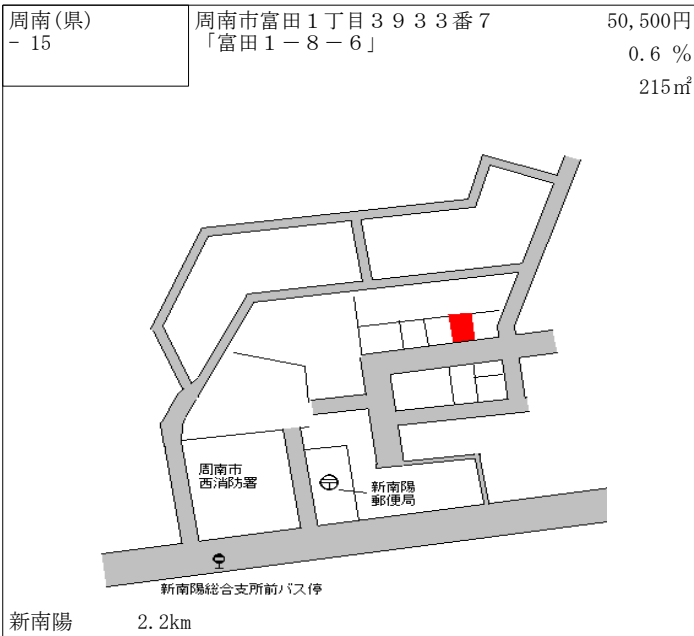 周南(県)
- 15
周南市富田１丁目３９３３番７
「富田１－８－６」
50,500円
0.6 %
215㎡
周南市
西消防署
新南陽
郵便局
新南陽総合支所前バス停
新南陽 2.2km